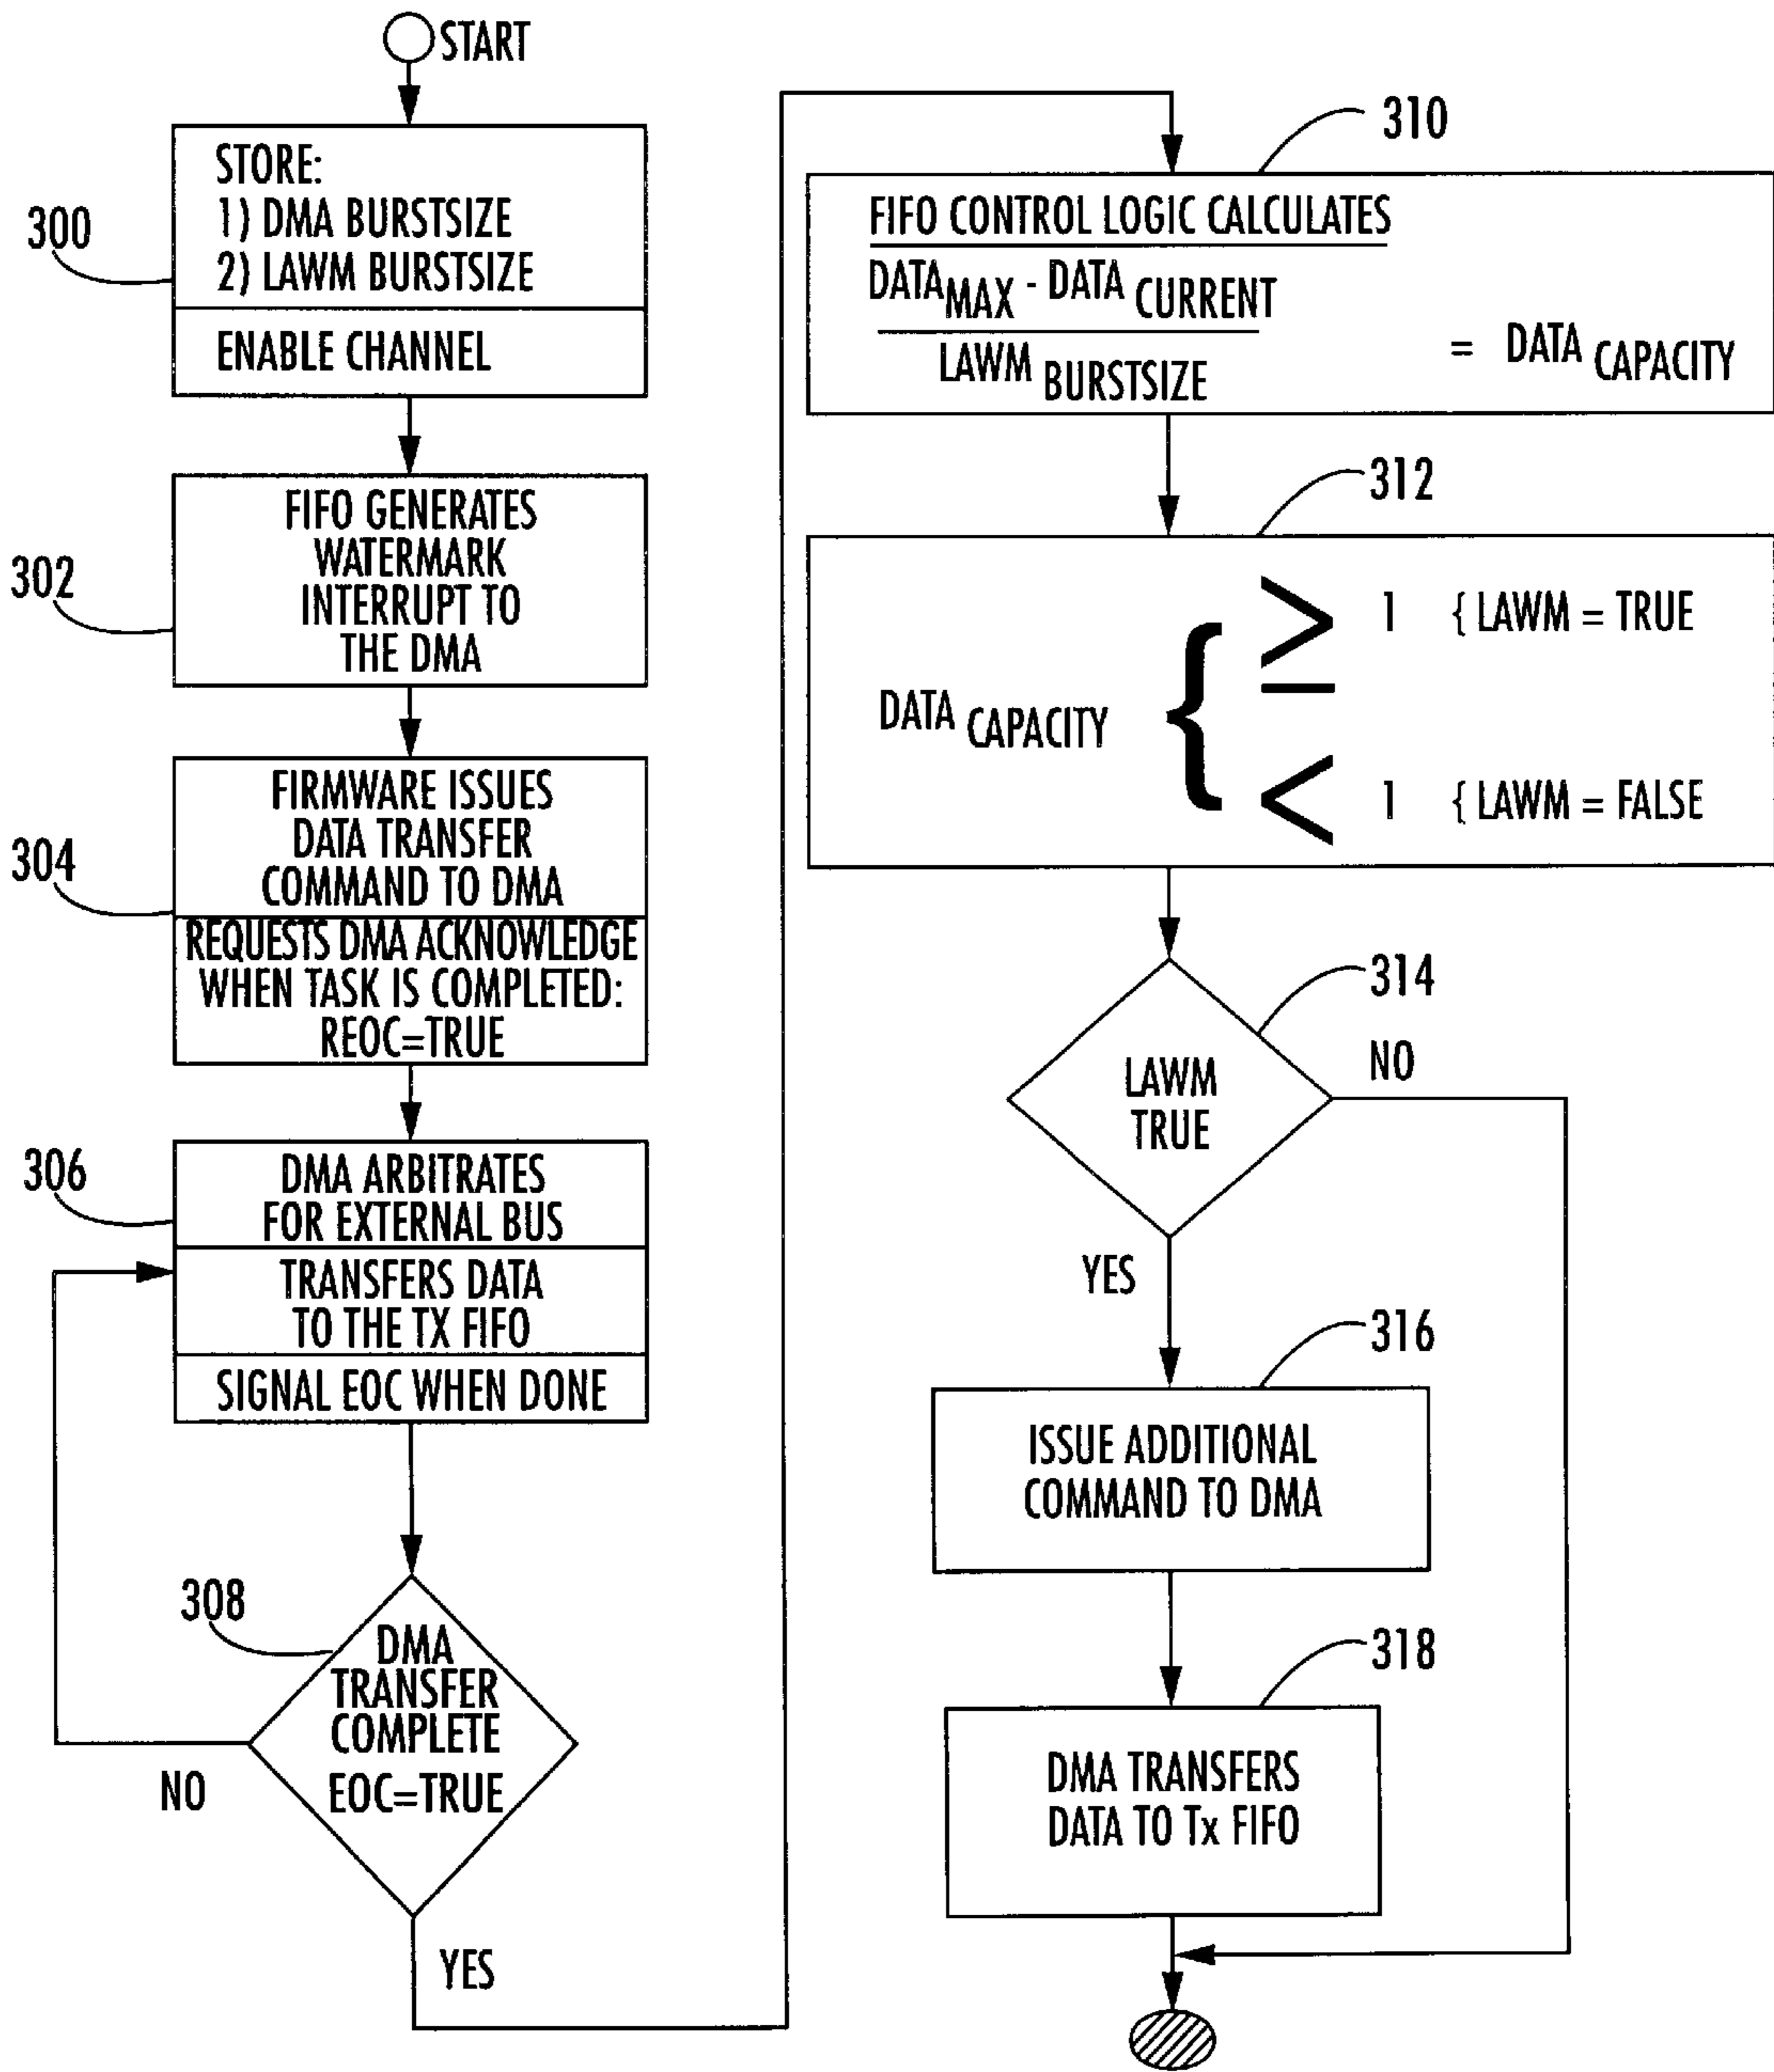 START
300
STORE:
1) DMA BURSTSIZE
2) LAWM BURSTSIZE
ENABLE CHANNEL
302
FIFO GENERATES
WATERMARK
INTERRUPT TO
THE DMA
304
FIRMWARE ISSUES
DATA TRANSFER
COMMAND TO DMA
REQUESTS DMA ACKNOWLEDGE
WHEN TASK IS COMPLETED:
REOC=TRUE
306
DMA ARBITRATES
FOR EXTERNAL BUS
TRANSFERS DATA
TO THE TX FIFO
SIGNAL EOC WHEN DONE
308
DMA
TRANSFER
COMPLETE
EOC=TRUE
NO
YES
310
FIFO CONTROL LOGIC CALCULATES
DATA MAX - DATA CURRENT
LAWM BURSTSIZE = DATA CAPACITY
312
≥ 1 { LAWM = TRUE
DATA CAPACITY {
< 1 { LAWM = FALSE
314
LAWM
TRUE
NO
YES
316
ISSUE ADDITIONAL
COMMAND TO DMA
318
DMA TRANSFERS
DATA TO Tx FIFO